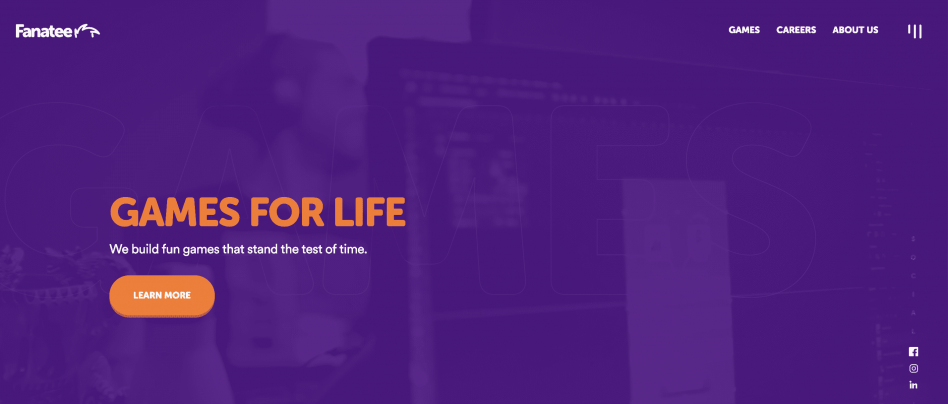 Fanatee
GAMES
CAREERS
ABOUT US
GAMES
GAMES FOR LIFE
We build fun games that stand the test of time.
LEARN MORE
SOCIAL